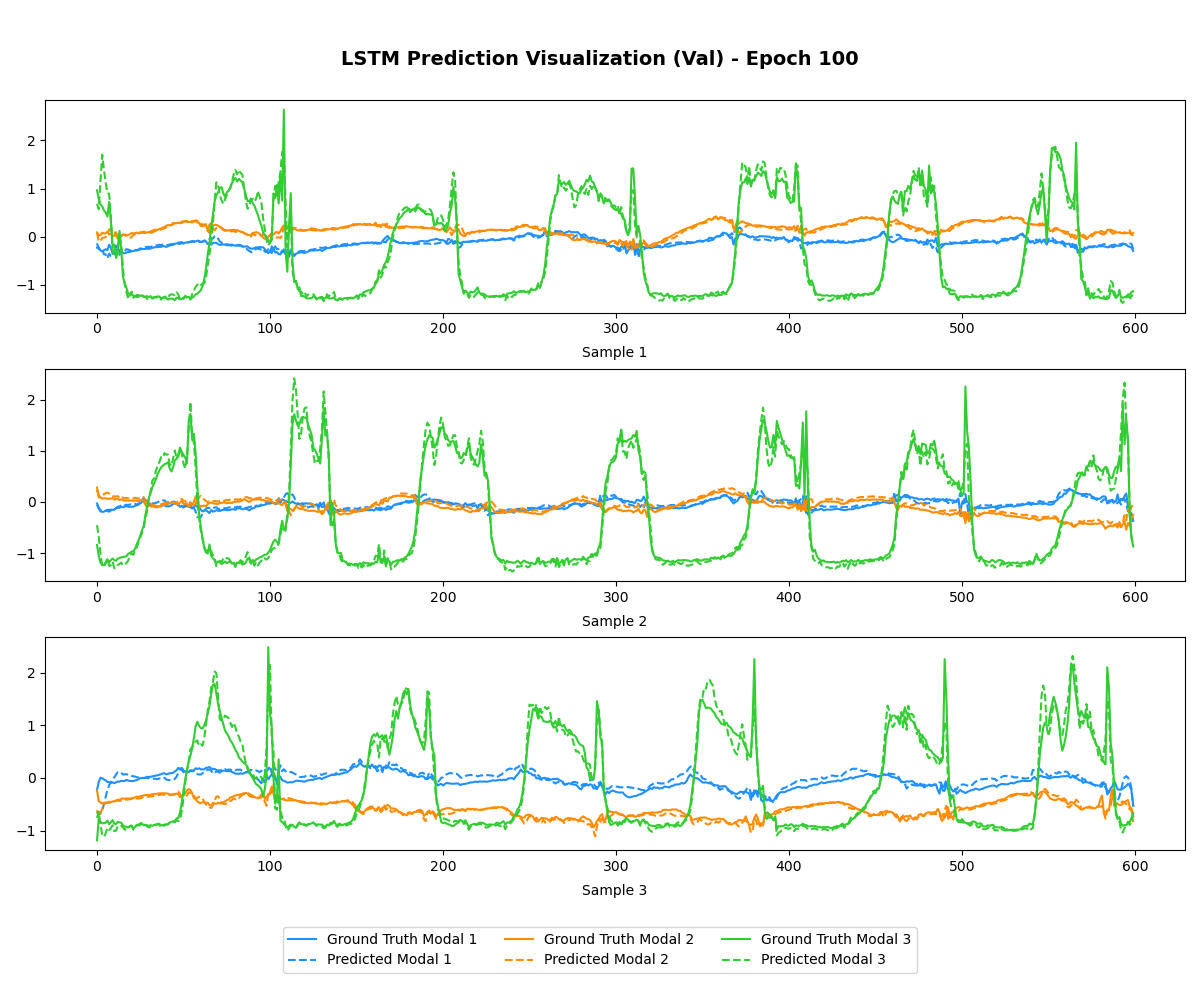 LSTM Prediction Visualization (Val) - Epoch 100
2
1
0
−1
0 100 200 300 400 500 600
Sample 1
2
1
0
−1
0 100 200 300 400 500 600
Sample 2
2
1
0
−1
0 100 200 300 400 500 600
Sample 3
Ground Truth Modal 1 Ground Truth Modal 2 Ground Truth Modal 3
Predicted Modal 1 Predicted Modal 2 Predicted Modal 3